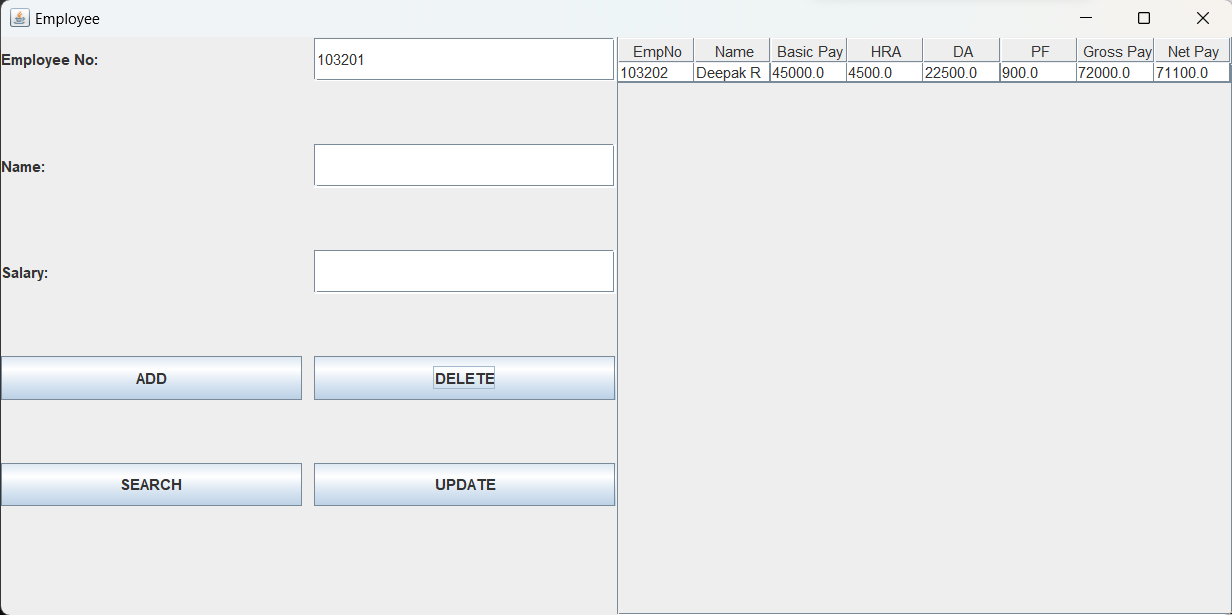 Employee
Employee No: 103201
Name:
Salary:
ADD DELETE
SEARCH UPDATE
EmpNo Name Basic Pay HRA DA PF Gross Pay Net Pay
103202 Deepak R 45000.0 4500.0 22500.0 900.0 72000.0 71100.0